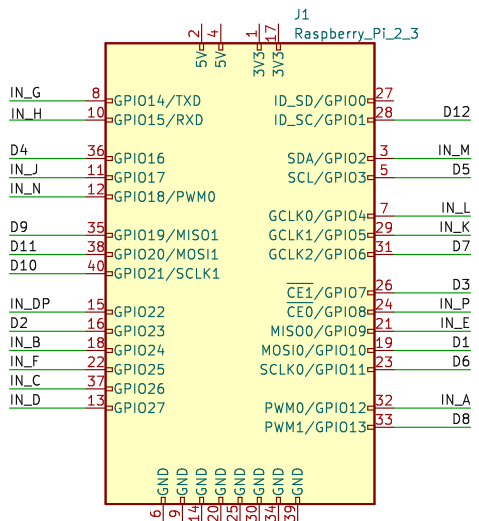 J1
Raspberry_Pi_2_3
2 4 1 17
5V 5V 3V3 3V3
IN_G 8 GPIO14/TXD ID_SD/GPIO0 27
IN_H 10 GPIO15/RXD ID_SC/GPIO1 28 D12
D4 36 GPIO16 SDA/GPIO2 3 IN_M
IN_J 11 GPIO17 SCL/GPIO3 5 D5
IN_N 12 GPIO18/PWM0
GCLK0/GPIO4 7 IN_L
D9 35 GPIO19/MISO1 GCLK1/GPIO5 29 IN_K
D11 38 GPIO20/MOSI1 GCLK2/GPIO6 31 D7
D10 40 GPIO21/SCLK1
CE1/GPIO7 26 D3
IN_DP 15 GPIO22 CE0/GPIO8 24 IN_P
D2 16 GPIO23 MISO0/GPIO9 21 IN_E
IN_B 18 GPIO24 MOSI0/GPIO10 19 D1
IN_F 22 GPIO25 SCLK0/GPIO11 23 D6
IN_C 37 GPIO26
IN_D 13 GPIO27 PWM0/GPIO12 32 IN_A
PWM1/GPIO13 33 D8
GND GND GND GND GND GND GND GND
6 9 14 20 25 30 34 39